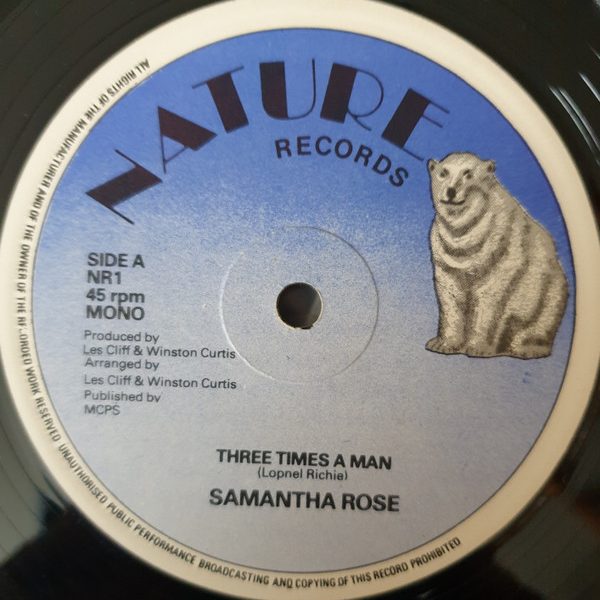 NATURE
RECORDS
SIDE A
NR1
45 rpm
MONO
Produced by
Les Cliff & Winston Curtis
Arranged by
Les Cliff & Winston Curtis
Published by
MCPS
THREE TIMES A MAN
(Lopnel Richie)
SAMANTHA ROSE
ALL RIGHTS OF THE MANUFACTURER AND OF THE OWNER OF THE RE..ORDED WORK RESERVED UNAUTHORISED PUBLIC PERFORMANCE BROADCASTING AND COPYING OF THIS RECORD PROHIBITED